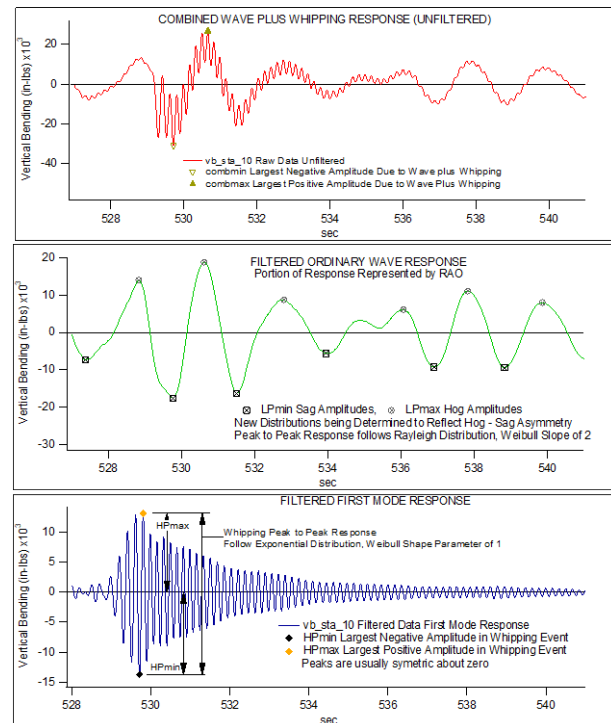 COMBINED WAVE PLUS WHIPPING RESPONSE (UNFILTERED)
Vertical Bending (in-lbs) x10³
20
0
-20
-40
vb_sta_10 Raw Data Unfiltered
combmin Largest Negative Amplitude Due to Wave plus Whipping
combmax Largest Positive Amplitude Due to Wave Plus Whipping
528 530 532 534 536 538 540
sec
FILTERED ORDINARY WAVE RESPONSE
Portion of Response Represented by RAO
Vertical Bending (in-lbs) x10³
20
10
0
-10
-20
-30
LPmin Sag Amplitudes, LPmax Hog Amplitudes
New Distributions being Determined to Reflect Hog - Sag Asymmetry
Peak to Peak Response follows Rayleigh Distribution, Weibull Slope of 2
528 530 532 534 536 538 540
sec
FILTERED FIRST MODE RESPONSE
Vertical Bending (in-lbs) x10³
10
5
0
-5
-10
-15
HPmax
Whipping Peak to Peak Response
Follow Exponential Distribution, Weibull Shape Parameter of 1
HPmin
vb_sta_10 Filtered Data First Mode Response
HPmin Largest Negative Amplitude in Whipping Event
HPmax Largest Positive Amplitude in Whipping Event
Peaks are usually symetric about zero
528 530 532 534 536 538 540
sec